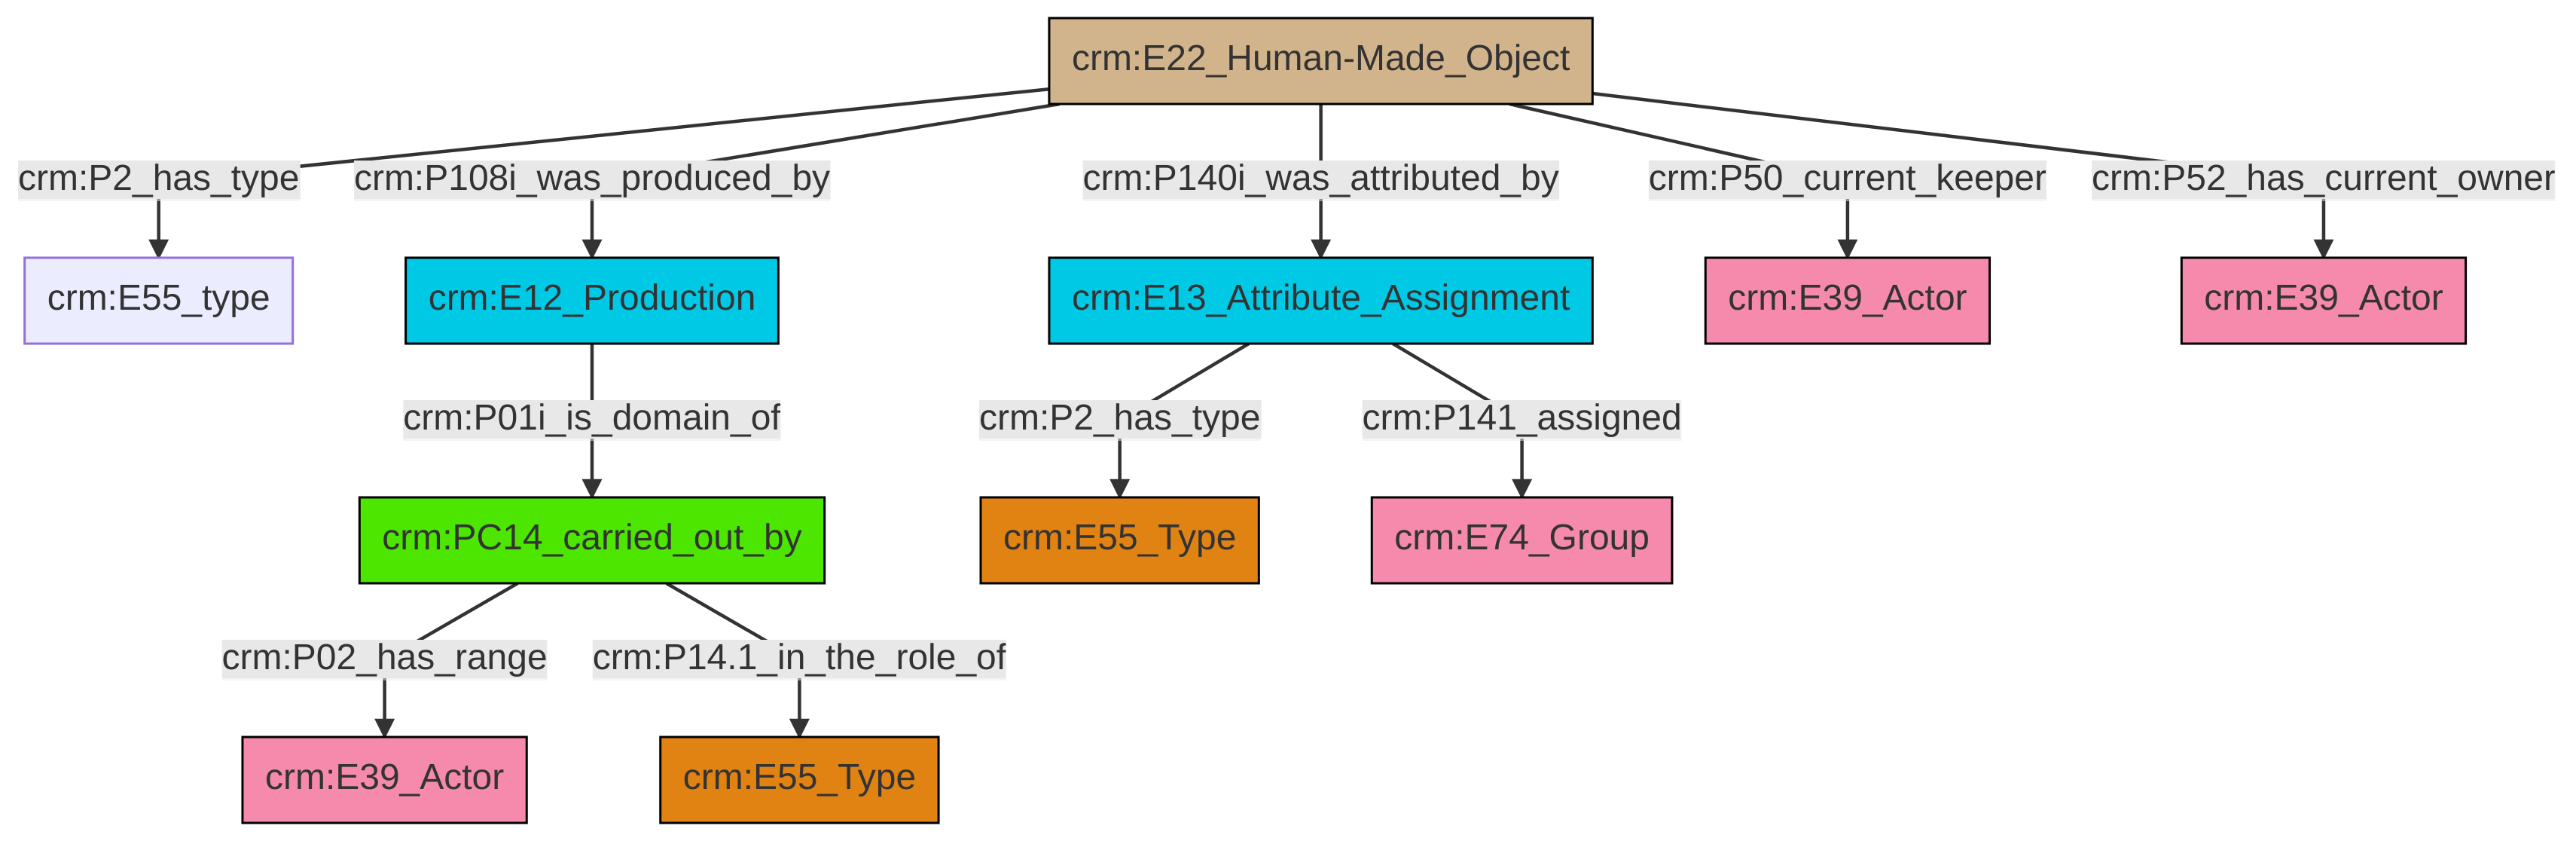 crm:E22_Human-Made_Object
crm:P2_has_type
crm:P108i_was_produced_by
crm:P140i_was_attributed_by
crm:P50_current_keeper
crm:P52_has_current_owner
crm:E55_type
crm:E12_Production
crm:E13_Attribute_Assignment
crm:E39_Actor
crm:E39_Actor
crm:P01i_is_domain_of
crm:P2_has_type
crm:P141_assigned
crm:PC14_carried_out_by
crm:E55_Type
crm:E74_Group
crm:P02_has_range
crm:P14.1_in_the_role_of
crm:E39_Actor
crm:E55_Type